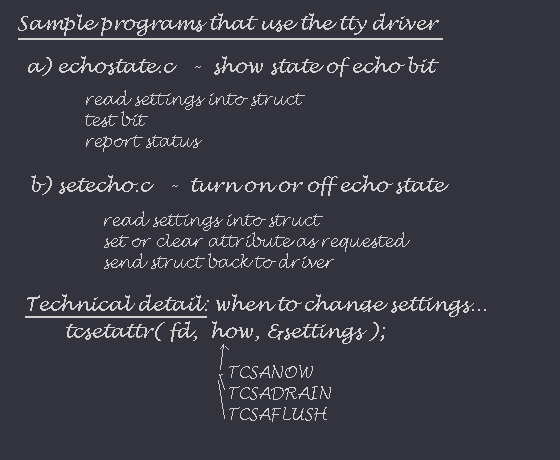 Sample programs that use the tty driver
a) echostate.c ~ show state of echo bit
read settings into struct
test bit
report status
b) setecho.c ~ turn on or off echo state
read settings into struct
set or clear attribute as requested
send struct back to driver
Technical detail: when to change settings...
tcsetattr( fd, how, &settings );
TCSANOW
TCSADRAIN
TCSAFLUSH